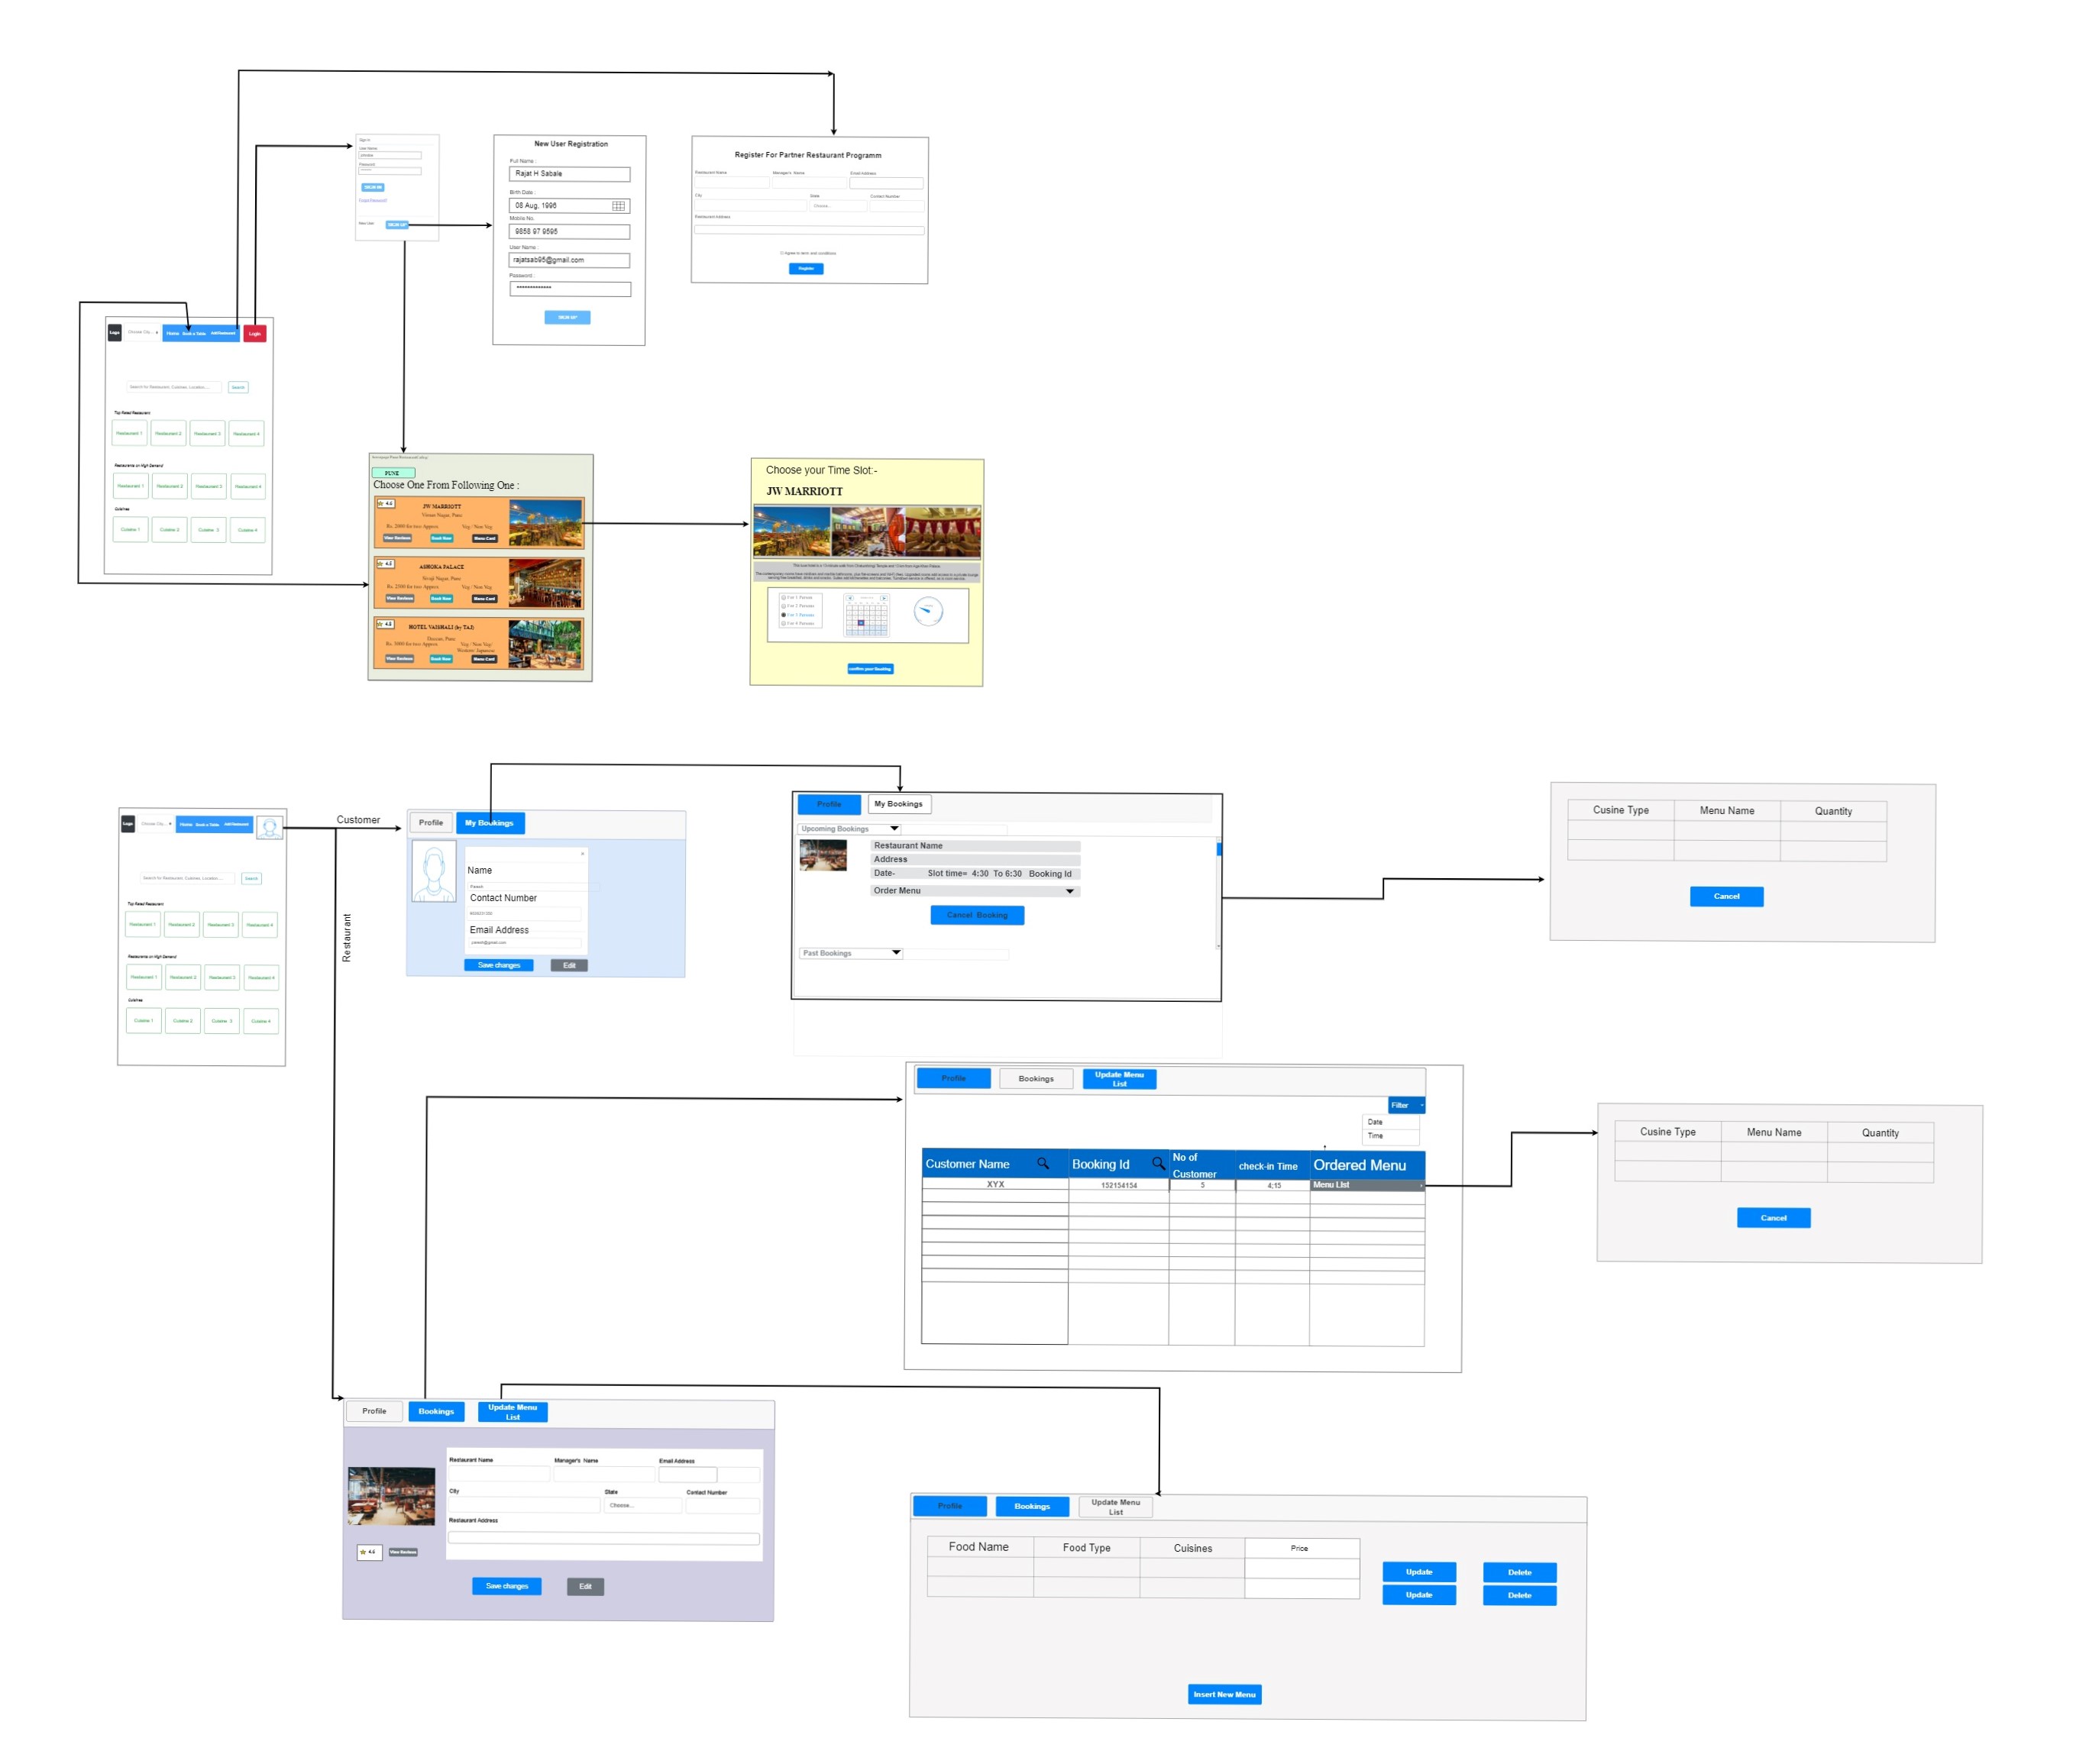 Sign In
User Name
Password
SIGN IN
Forgot Password?
New User
SIGN UP
New User Registration
Full Name :
Rajat H Sabale
Birth Date :
08 Aug, 1996
Mobile No.
9858 97 9696
User Name :
rajatsab95@gmail.com
Password :
*************
SIGN UP
Register For Partner Restaurant Programm
Restaurant Name Manager's Name Email Address
City State Contact Number
Choose...
Restaurant Address
Agree to term and conditions
Register
Logo Choose City... Home Book a Table Add Restaurant Login
Search for Restaurant, Cuisines, Location,... Search
Top Rated Restaurant
Restaurant 1 Restaurant 2 Restaurant 3 Restaurant 4
Restaurants on High Demand
Restaurant 1 Restaurant 2 Restaurant 3 Restaurant 4
Cuisines
Cuisine 1 Cuisine 2 Cuisine 3 Cuisine 4
PUNE
Choose One From Following One :
JW MARRIOTT
Viman Nagar, Pune
Rs. 2000 for two Approx Veg / Non Veg
View Reviews Book Now Menu Card
4.5
ASHOKA PALACE
Sivaji Nagar, Pune
Rs. 2500 for two Approx Veg / Non Veg
View Reviews Book Now Menu Card
4.8
HOTEL VAISHALI (by TAJ)
Deccan, Pune
Rs. 3000 for two Approx Veg / Non Veg /
Western/ Japanese
View Reviews Book Now Menu Card
Choose your Time Slot:-
JW MARRIOTT
For 1 Person
For 2 Persons
For 3 Persons
For 4 Persons
confirm your Booking
Logo Choose City... Home Book a Table Add Restaurant
Search for Restaurant, Cuisines, Location,... Search
Top Rated Restaurant
Restaurant 1 Restaurant 2 Restaurant 3 Restaurant 4
Restaurants on High Demand
Restaurant 1 Restaurant 2 Restaurant 3 Restaurant 4
Cuisines
Cuisine 1 Cuisine 2 Cuisine 3 Cuisine 4
Customer
Restaurant
Profile My Bookings
Name
Contact Number
Email Address
Save changes Edit
Profile My Bookings
Upcoming Bookings
Restaurant Name
Address
Date- Slot time= 4:30 To 6:30 Booking Id
Order Menu
Cancel Booking
Past Bookings
Cusine Type Menu Name Quantity
Cancel
Profile Bookings Update Menu
List
Filter
Date
Time
Customer Name Booking Id No of
Customer check-in Time Ordered Menu
XYX 152154154 5 4:15 Menu LIst
Cusine Type Menu Name Quantity
Cancel
Profile Bookings Update Menu
List
Restaurant Name Manager's Name Email Address
City State Contact Number
Choose...
Restaurant Address
View Reviews
Save changes Edit
Profile Bookings Update Menu
List
Food Name Food Type Cuisines Price
Update Delete
Update Delete
Insert New Menu